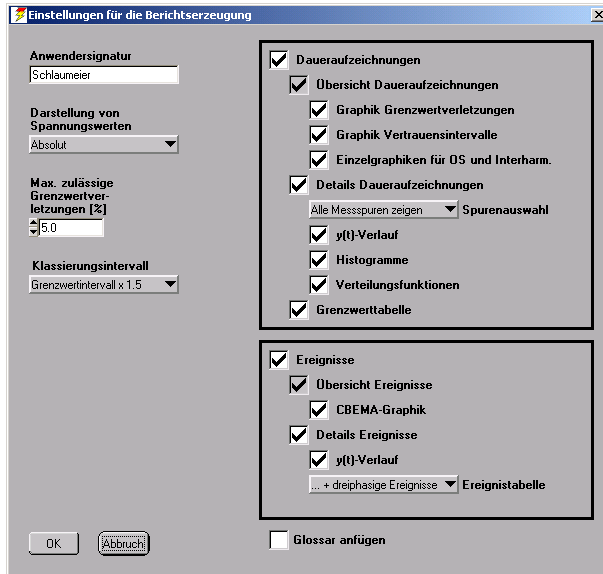 Einstellungen für die Berichtserzeugung
Anwendersignatur
Schlaumeier
Darstellung von
Spannungswerten
Absolut
Max. zulässige
Grenzwertver-
letzungen [%]
5.0
Klassierungsintervall
Grenzwertintervall x 1.5
Daueraufzeichnungen
Übersicht Daueraufzeichnungen
Graphik Grenzwertverletzungen
Graphik Vertrauensintervalle
Einzelgraphiken für OS und Interharm.
Details Daueraufzeichnungen
Alle Messspuren zeigen Spurenauswahl
y(t)-Verlauf
Histogramme
Verteilungsfunktionen
Grenzwerttabelle
Ereignisse
Übersicht Ereignisse
CBEMA-Graphik
Details Ereignisse
y(t)-Verlauf
... + dreiphasige Ereignisse Ereignistabelle
Glossar anfügen
OK Abbruch